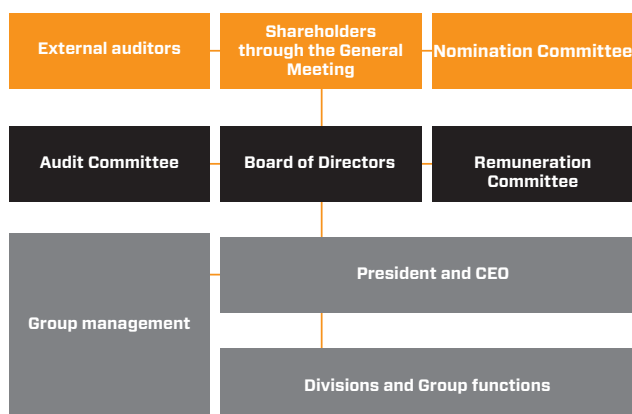 External auditors
Shareholders
through the General
Meeting
Nomination Committee
Audit Committee
Board of Directors
Remuneration
Committee
Group management
President and CEO
Divisions and Group functions